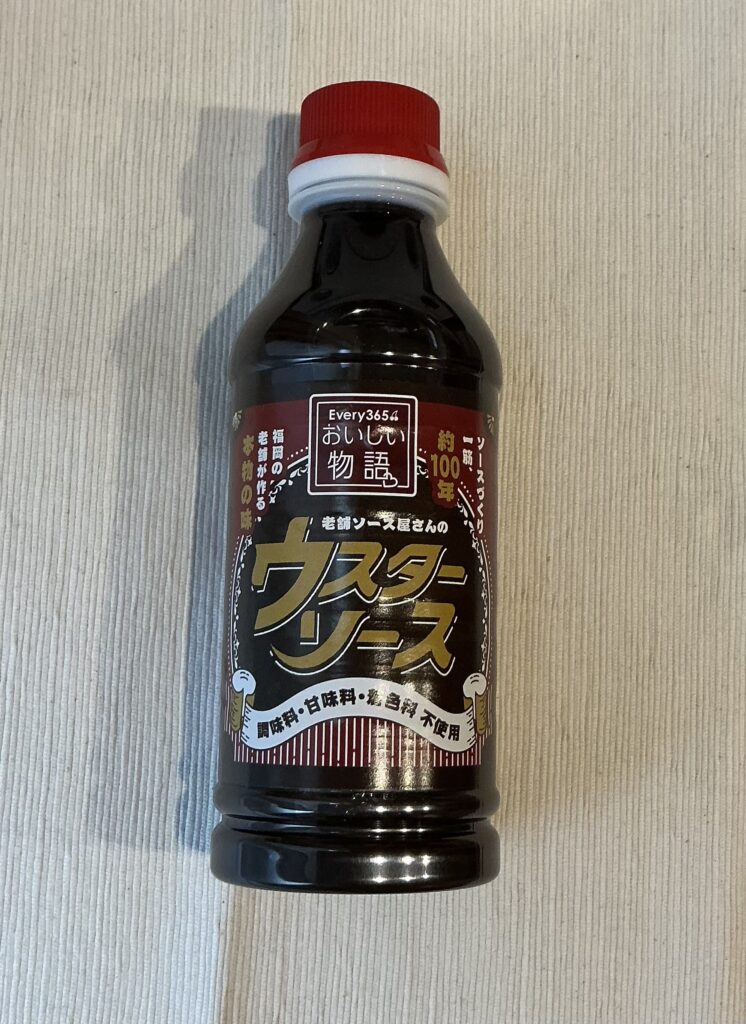 Every365
おいしい
物語
ソースづくり
一筋、
約100年
福岡の
老舗が作る
本物の味
老舗ソース屋さんの
ウスター
ソース
調味料・甘味料・着色料 不使用